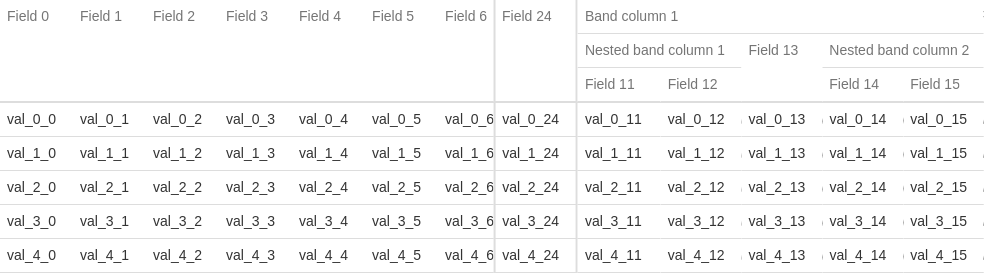 Field 0 Field 1 Field 2 Field 3 Field 4 Field 5 Field 6 Field 24 Band column 1
Nested band column 1 Field 13 Nested band column 2
Field 11 Field 12 Field 14 Field 15
val_0_0 val_0_1 val_0_2 val_0_3 val_0_4 val_0_5 val_0_6 val_0_24 val_0_11 val_0_12 val_0_13 val_0_14 val_0_15
val_1_0 val_1_1 val_1_2 val_1_3 val_1_4 val_1_5 val_1_6 val_1_24 val_1_11 val_1_12 val_1_13 val_1_14 val_1_15
val_2_0 val_2_1 val_2_2 val_2_3 val_2_4 val_2_5 val_2_6 val_2_24 val_2_11 val_2_12 val_2_13 val_2_14 val_2_15
val_3_0 val_3_1 val_3_2 val_3_3 val_3_4 val_3_5 val_3_6 val_3_24 val_3_11 val_3_12 val_3_13 val_3_14 val_3_15
val_4_0 val_4_1 val_4_2 val_4_3 val_4_4 val_4_5 val_4_6 val_4_24 val_4_11 val_4_12 val_4_13 val_4_14 val_4_15